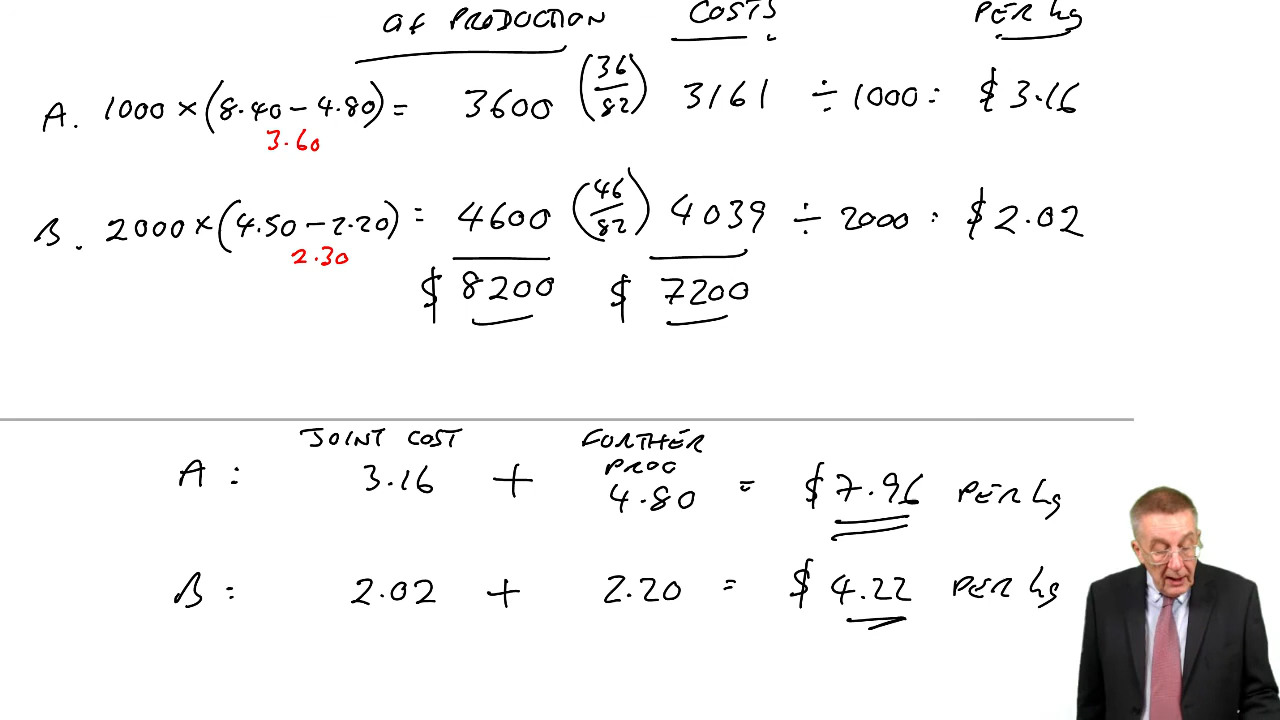 OF PRODUCTION COSTS PER kg
A. 1000 × (8.40 – 4.80) = 3600 (36/82) 3161 ÷ 1000 = $3.16
3.60
B. 2000 × (4.50 – 2.20) = 4600 (46/82) 4039 ÷ 2000 = $2.02
2.30
$8200 $7200
JOINT COST FURTHER PROC
A: 3.16 + 4.80 = $7.96 PER kg
B: 2.02 + 2.20 = $4.22 PER kg